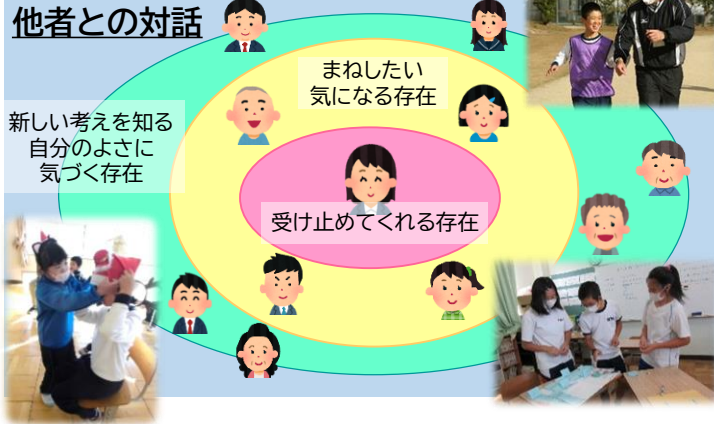 他者との対話
まねしたい
気になる存在
新しい考えを知る
自分のよさに
気づく存在
受け止めてくれる存在